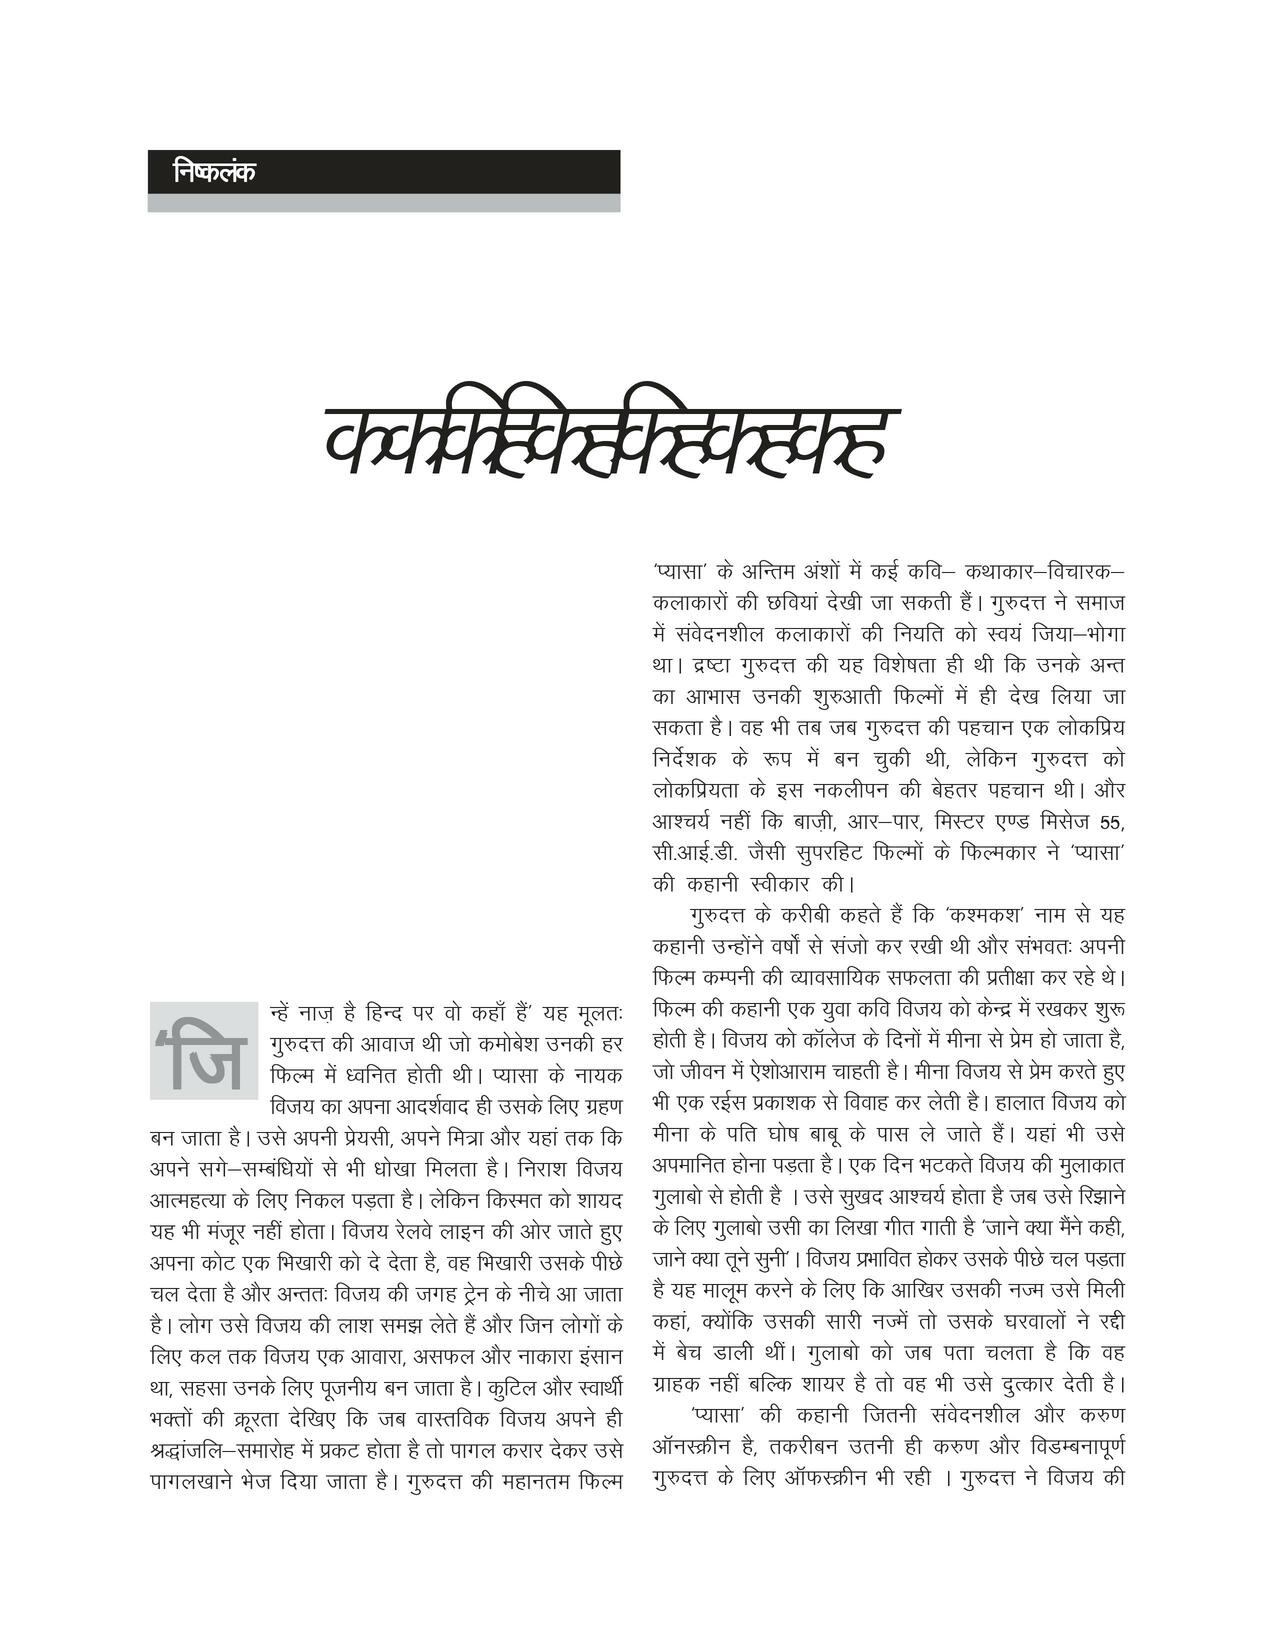 निष्कलंक
‘जिन्हें नाज़ है हिन्द पर वो कहाँ हैं’ यह मूलतः
गुरुदत्त की आवाज थी जो कमोबेश उनकी हर
फिल्म में ध्वनित होती थी। प्यासा के नायक
विजय का अपना आदर्शवाद ही उसके लिए ग्रहण
बन जाता है। उसे अपनी प्रेयसी, अपने मित्रा और यहां तक कि
अपने सगे–सम्बंधियों से भी धोखा मिलता है। निराश विजय
आत्महत्या के लिए निकल पड़ता है। लेकिन किस्मत को शायद
यह भी मंजूर नहीं होता। विजय रेलवे लाइन की ओर जाते हुए
अपना कोट एक भिखारी को दे देता है, वह भिखारी उसके पीछे
चल देता है और अन्ततः विजय की जगह ट्रेन के नीचे आ जाता
है। लोग उसे विजय की लाश समझ लेते हैं और जिन लोगों के
लिए कल तक विजय एक आवारा, असफल और नाकारा इंसान
था, सहसा उनके लिए पूजनीय बन जाता है। कुटिल और स्वार्थी
भक्तों की क्रूरता देखिए कि जब वास्तविक विजय अपने ही
श्रद्धांजलि–समारोह में प्रकट होता है तो पागल करार देकर उसे
पागलखाने भेज दिया जाता है। गुरुदत्त की महानतम फिल्म
‘प्यासा’ के अन्तिम अंशों में कई कवि– कथाकार–विचारक–
कलाकारों की छवियां देखी जा सकती हैं। गुरुदत्त ने समाज
में संवेदनशील कलाकारों की नियति को स्वयं जिया–भोगा
था। द्रष्टा गुरुदत्त की यह विशेषता ही थी कि उनके अन्त
का आभास उनकी शुरुआती फिल्मों में ही देख लिया जा
सकता है। वह भी तब जब गुरुदत्त की पहचान एक लोकप्रिय
निर्देशक के रूप में बन चुकी थी, लेकिन गुरुदत्त को
लोकप्रियता के इस नकलीपन की बेहतर पहचान थी। और
आश्चर्य नहीं कि बाज़ी, आर–पार, मिस्टर एण्ड मिसेज 55,
सी.आई.डी. जैसी सुपरहिट फिल्मों के फिल्मकार ने ‘प्यासा’
की कहानी स्वीकार की।
गुरुदत्त के करीबी कहते हैं कि ‘कश्मकश’ नाम से यह
कहानी उन्होंने वर्षों से संजो कर रखी थी और संभवतः अपनी
फिल्म कम्पनी की व्यावसायिक सफलता की प्रतीक्षा कर रहे थे।
फिल्म की कहानी एक युवा कवि विजय को केन्द्र में रखकर शुरू
होती है। विजय को कॉलेज के दिनों में मीना से प्रेम हो जाता है,
जो जीवन में ऐशोआराम चाहती है। मीना विजय से प्रेम करते हुए
भी एक रईस प्रकाशक से विवाह कर लेती है। हालात विजय को
मीना के पति घोष बाबू के पास ले जाते हैं। यहां भी उसे
अपमानित होना पड़ता है। एक दिन भटकते विजय की मुलाकात
गुलाबो से होती है । उसे सुखद आश्चर्य होता है जब उसे रिझाने
के लिए गुलाबो उसी का लिखा गीत गाती है ‘जाने क्या मैंने कही,
जाने क्या तूने सुनी’। विजय प्रभावित होकर उसके पीछे चल पड़ता
है यह मालूम करने के लिए कि आखिर उसकी नज्म उसे मिली
कहां, क्योंकि उसकी सारी नज्में तो उसके घरवालों ने रद्दी
में बेच डाली थीं। गुलाबो को जब पता चलता है कि वह
ग्राहक नहीं बल्कि शायर है तो वह भी उसे दुत्कार देती है।
‘प्यासा’ की कहानी जितनी संवेदनशील और करुण
ऑनस्क्रीन है, तकरीबन उतनी ही करुण और विडम्बनापूर्ण
गुरुदत्त के लिए ऑफस्क्रीन भी रही । गुरुदत्त ने विजय की